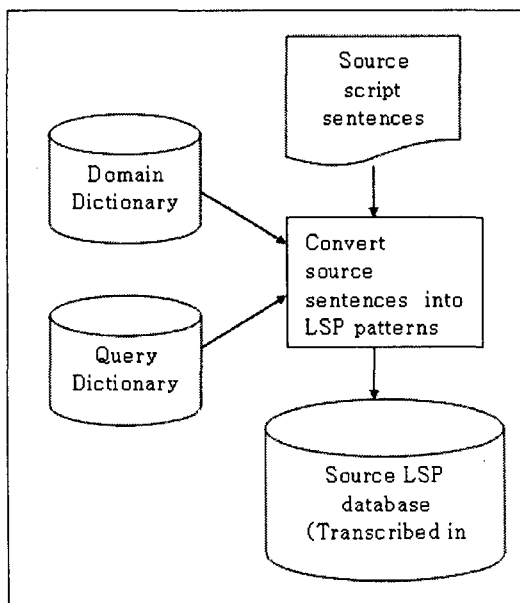 Source
script
sentences
Domain
Dictionary
Convert
source
sentences into
LSP patterns
Query
Dictionary
Source LSP
database
(Transcribed in